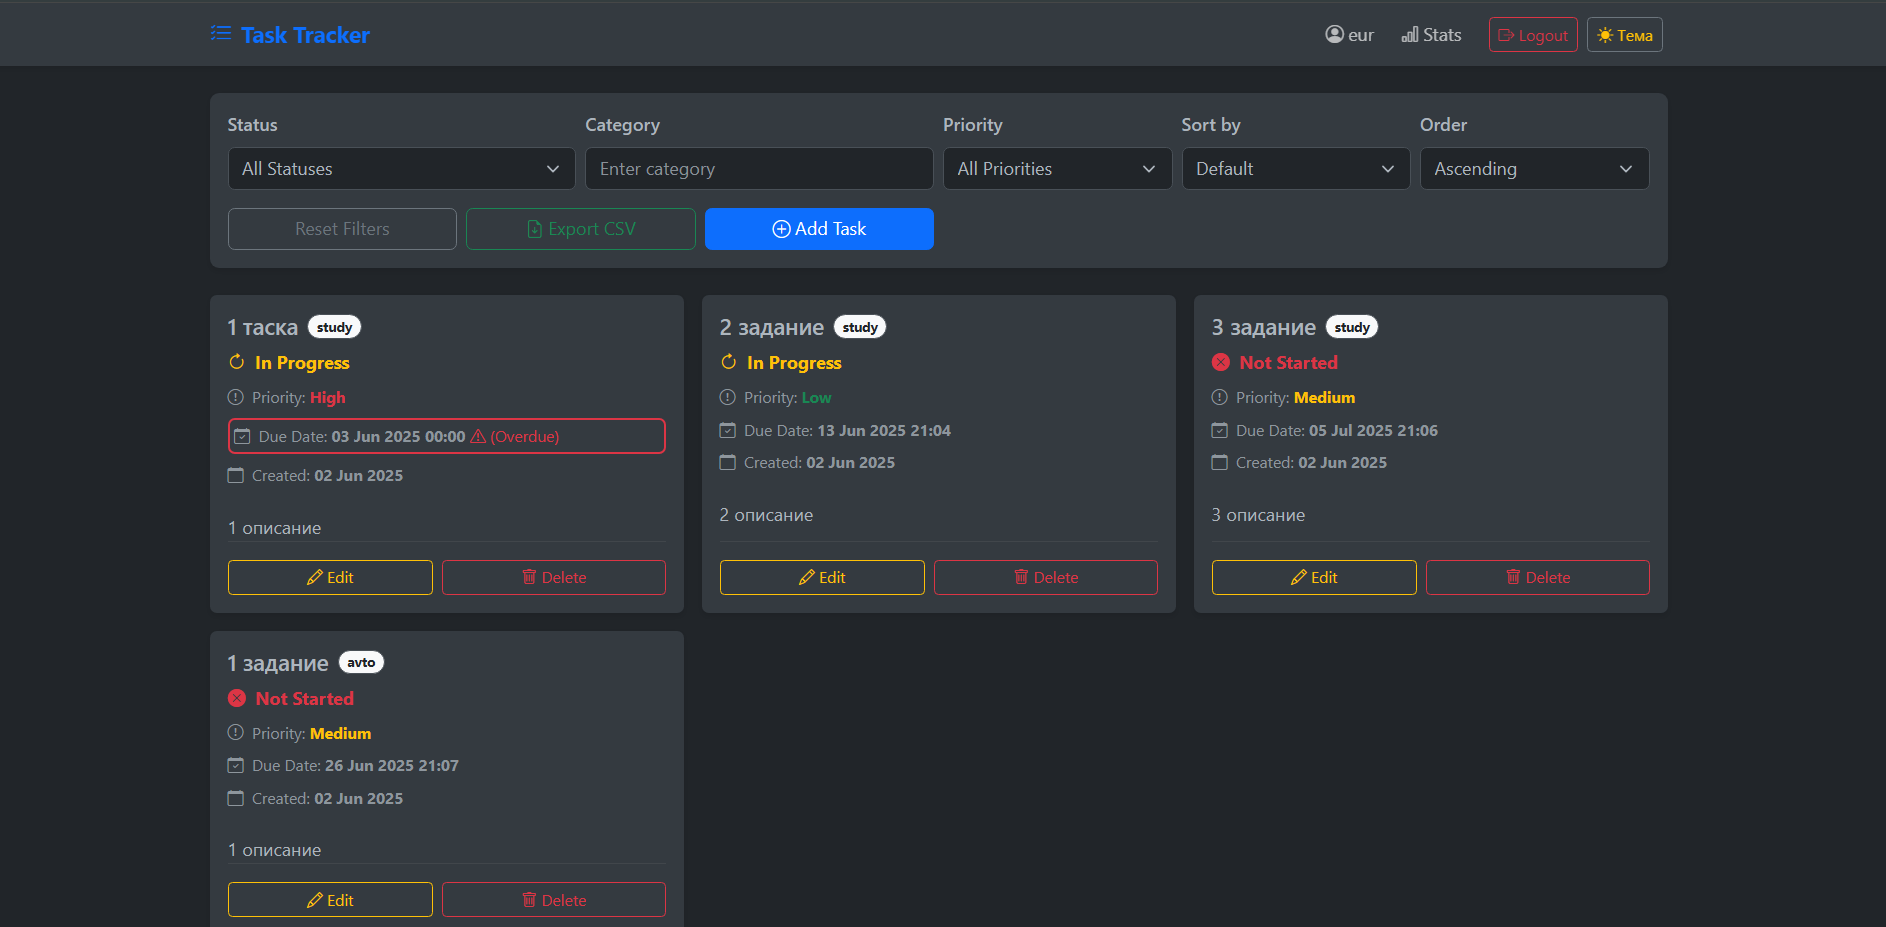 Task Tracker
eur
Stats
Logout
Тема
Status
Category
Priority
Sort by
Order
All Statuses
Enter category
All Priorities
Default
Ascending
Reset Filters
Export CSV
Add Task
1 таска study
In Progress
Priority: High
Due Date: 03 Jun 2025 00:00 (Overdue)
Created: 02 Jun 2025
1 описание
Edit
Delete
2 задание study
In Progress
Priority: Low
Due Date: 13 Jun 2025 21:04
Created: 02 Jun 2025
2 описание
Edit
Delete
3 задание study
Not Started
Priority: Medium
Due Date: 05 Jul 2025 21:06
Created: 02 Jun 2025
3 описание
Edit
Delete
1 задание avto
Not Started
Priority: Medium
Due Date: 26 Jun 2025 21:07
Created: 02 Jun 2025
1 описание
Edit
Delete